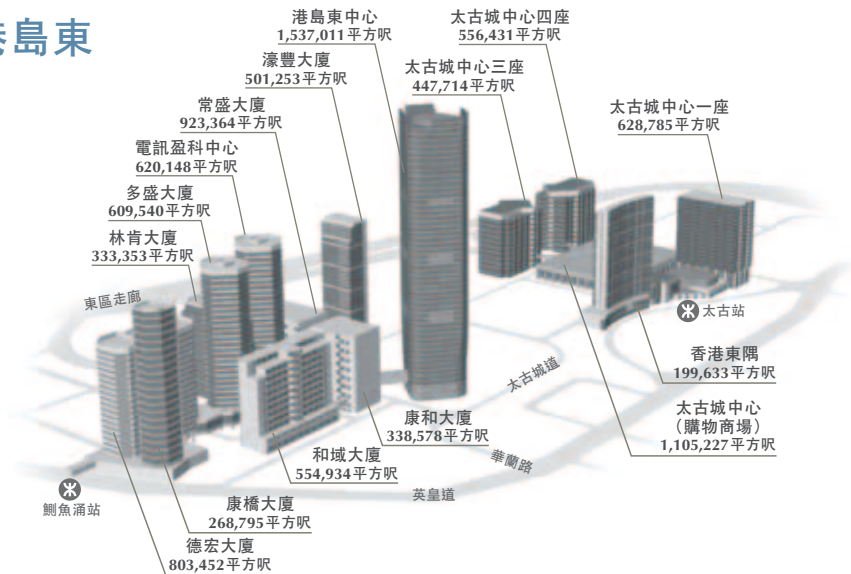 港島東
港島東中心
1,537,011平方呎
太古城中心四座
556,431平方呎
濠豐大廈
501,253平方呎
太古城中心三座
447,714平方呎
常盛大廈
923,364平方呎
太古城中心一座
628,785平方呎
電訊盈科中心
620,148平方呎
多盛大廈
609,540平方呎
林肯大廈
333,353平方呎
東區走廊
太古站
香港東隅
199,633平方呎
太古城道
太古城中心
(購物商場)
1,105,227平方呎
康和大廈
338,578平方呎
和域大廈
554,934平方呎
華蘭路
英皇道
鰂魚涌站
康橋大廈
268,795平方呎
德宏大廈
803,452平方呎